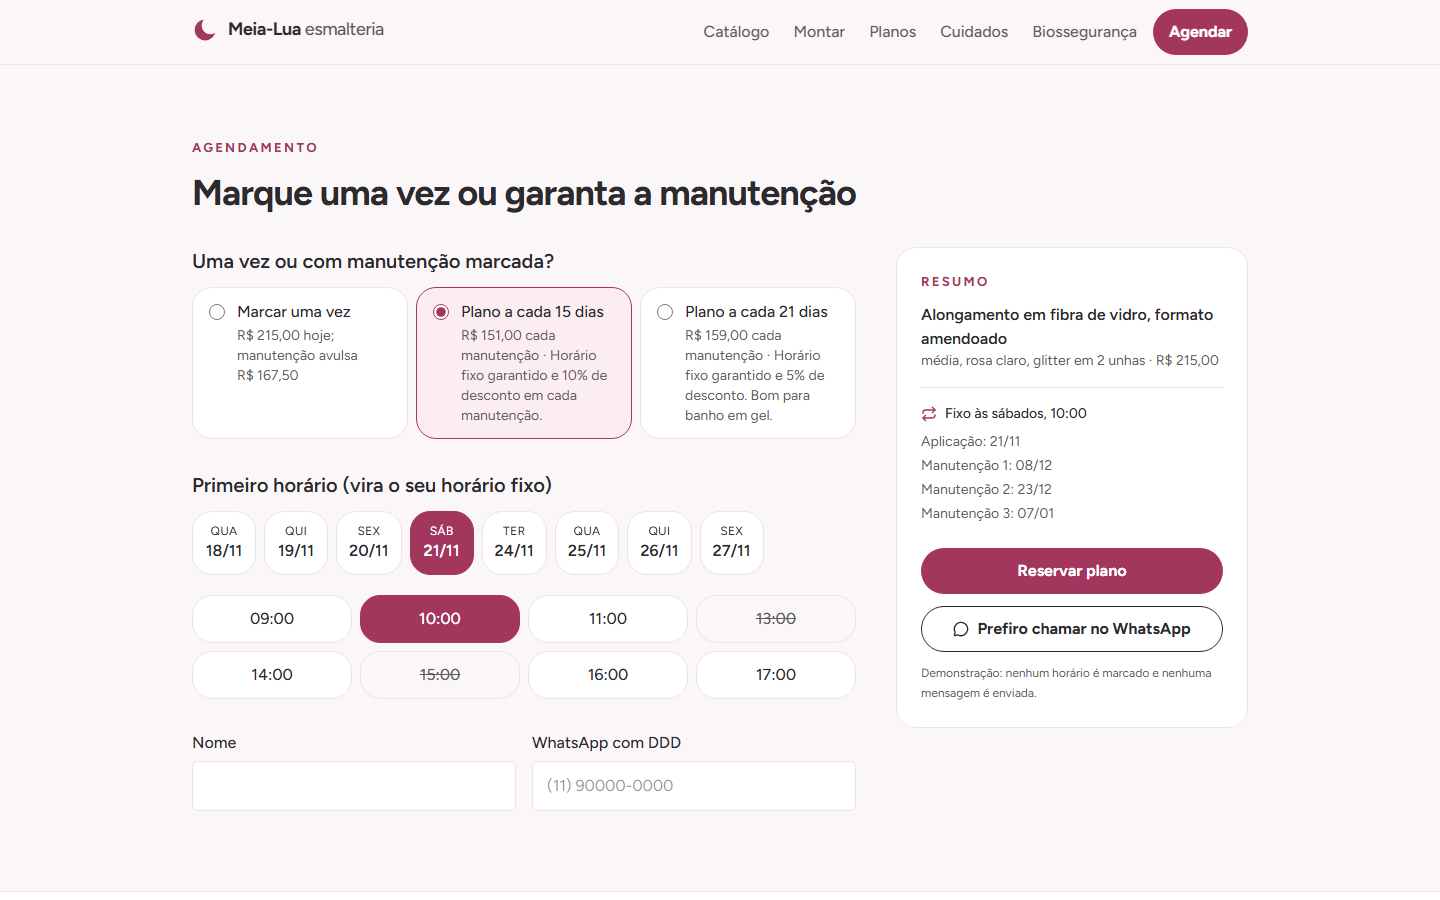 Meia-Lua esmalteria
Catálogo
Montar
Planos
Cuidados
Biossegurança
Agendar
AGENDAMENTO
Marque uma vez ou garanta a manutenção
Uma vez ou com manutenção marcada?
Marcar uma vez
R$ 215,00 hoje;
manutenção avulsa
R$ 167,50
Plano a cada 15 dias
R$ 151,00 cada
manutenção · Horário
fixo garantido e 10% de
desconto em cada
manutenção.
Plano a cada 21 dias
R$ 159,00 cada
manutenção · Horário
fixo garantido e 5% de
desconto. Bom para
banho em gel.
Primeiro horário (vira o seu horário fixo)
QUA
18/11
QUI
19/11
SEX
20/11
SÁB
21/11
TER
24/11
QUA
25/11
QUI
26/11
SEX
27/11
09:00
10:00
11:00
13:00
14:00
15:00
16:00
17:00
Nome
WhatsApp com DDD
(11) 90000-0000
RESUMO
Alongamento em fibra de vidro, formato
amendoado
média, rosa claro, glitter em 2 unhas · R$ 215,00
Fixo às sábados, 10:00
Aplicação: 21/11
Manutenção 1: 08/12
Manutenção 2: 23/12
Manutenção 3: 07/01
Reservar plano
Prefiro chamar no WhatsApp
Demonstração: nenhum horário é marcado e nenhuma
mensagem é enviada.